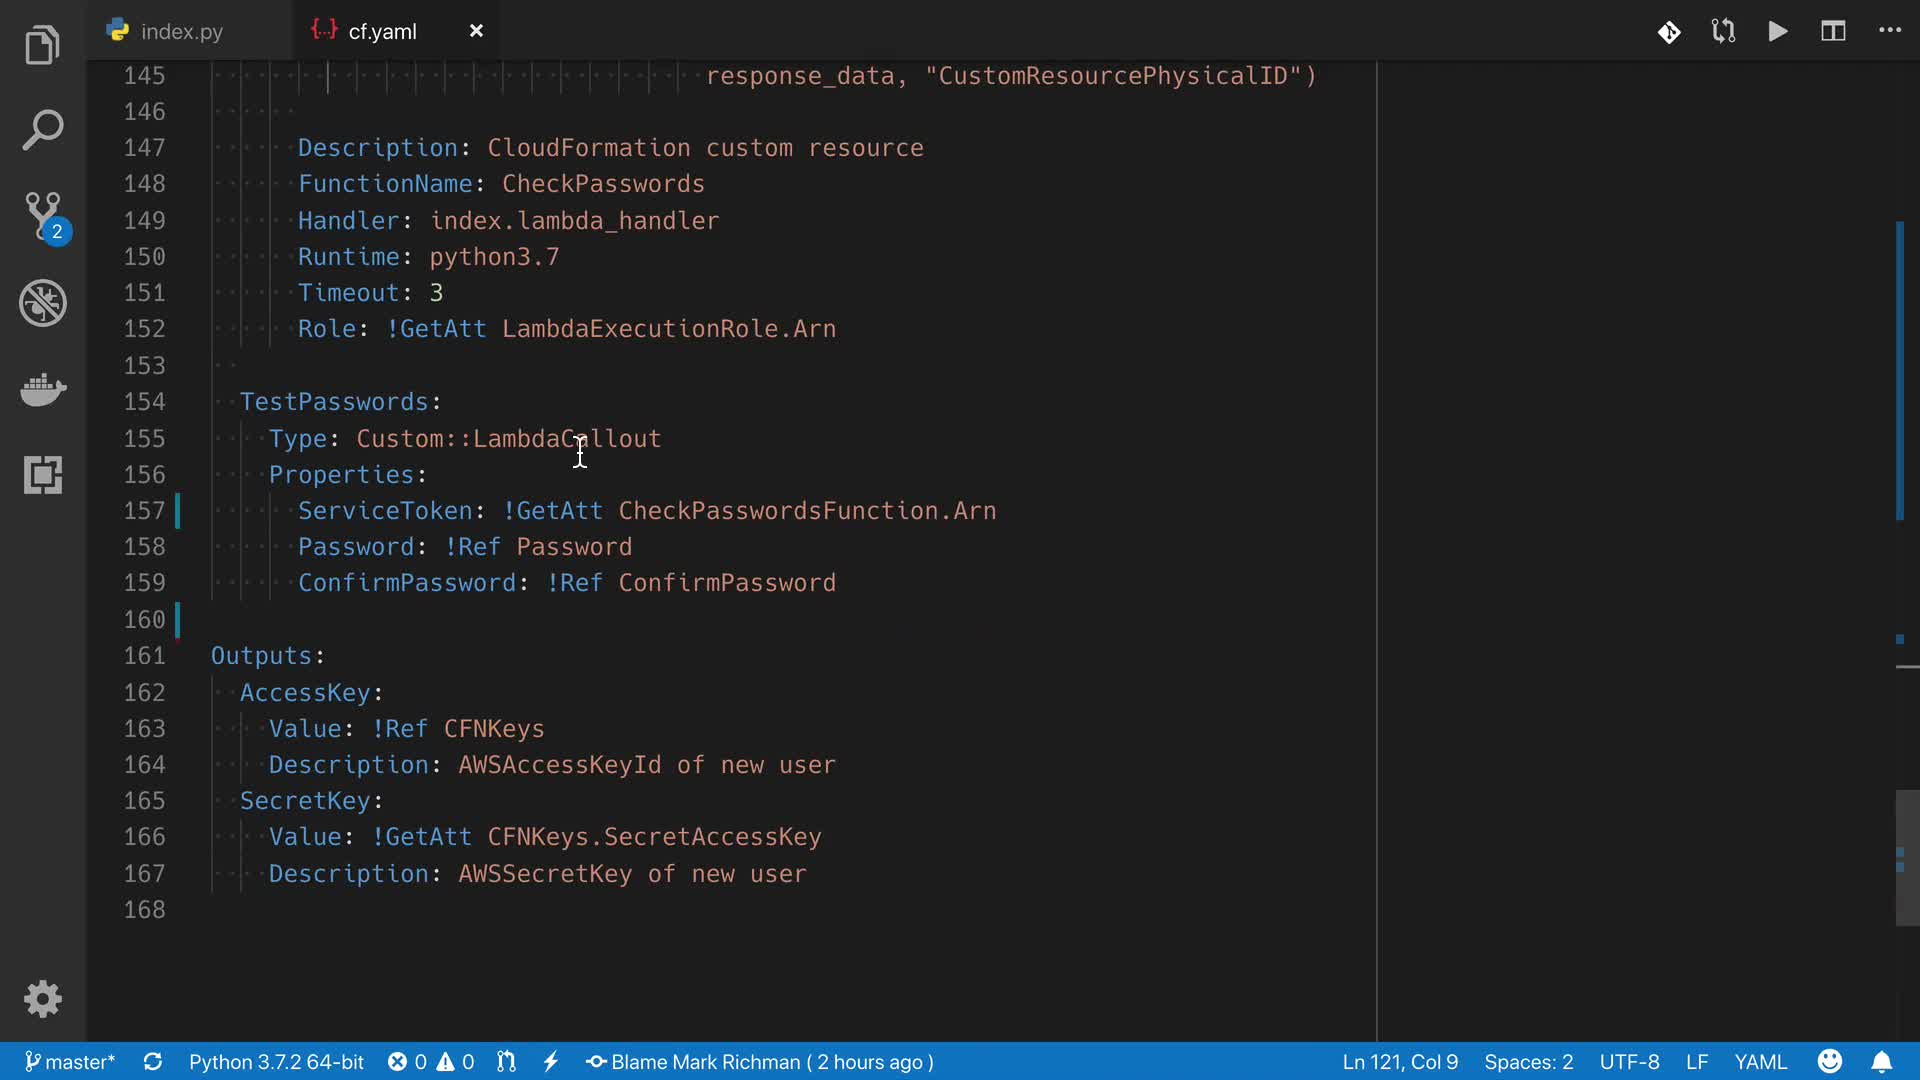 index.py
cf.yaml
145 response_data, "CustomResourcePhysicalID")
146
147 Description: CloudFormation custom resource
148 FunctionName: CheckPasswords
149 Handler: index.lambda_handler
150 Runtime: python3.7
151 Timeout: 3
152 Role: !GetAtt LambdaExecutionRole.Arn
153
154 TestPasswords:
155 Type: Custom::LambdaCallout
156 Properties:
157 ServiceToken: !GetAtt CheckPasswordsFunction.Arn
158 Password: !Ref Password
159 ConfirmPassword: !Ref ConfirmPassword
160
161 Outputs:
162 AccessKey:
163 Value: !Ref CFNKeys
164 Description: AWSAccessKeyId of new user
165 SecretKey:
166 Value: !GetAtt CFNKeys.SecretAccessKey
167 Description: AWSSecretKey of new user
168
2
master* Python 3.7.2 64-bit 0 0 Blame Mark Richman ( 2 hours ago ) Ln 121, Col 9 Spaces: 2 UTF-8 LF YAML